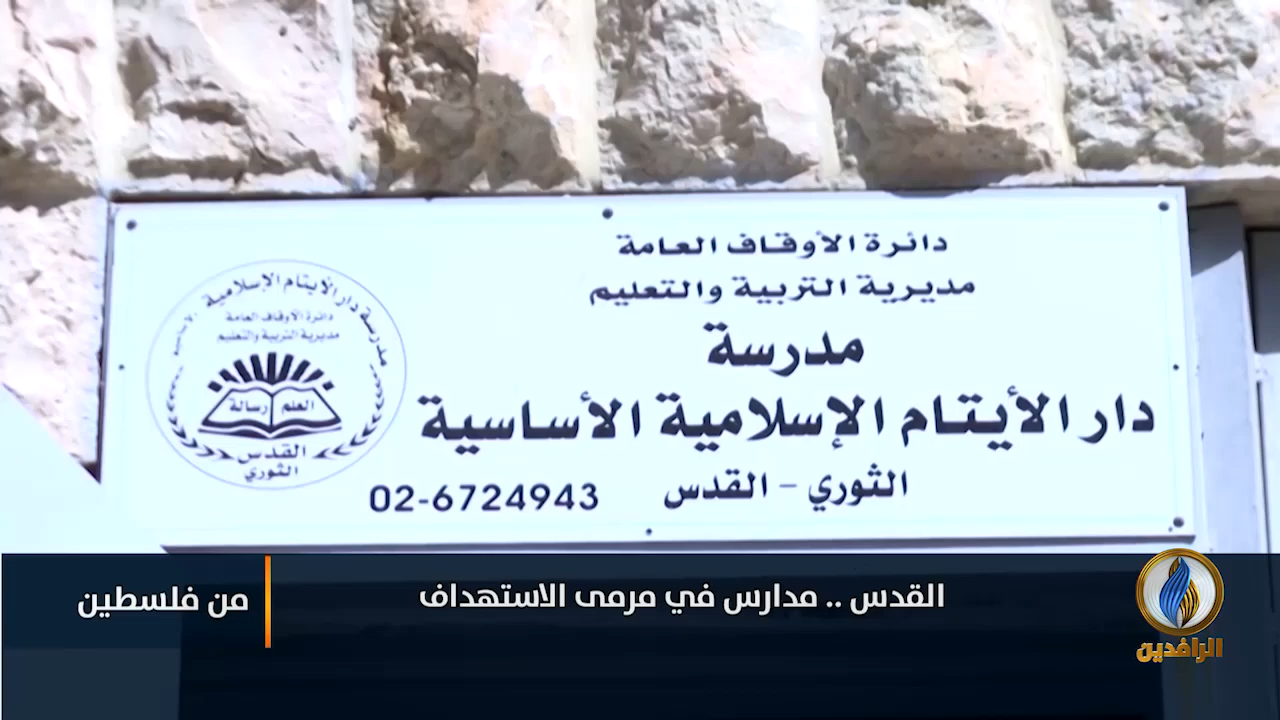 دائرة الأوقاف العامة
مديرية التربية والتعليم
مدرسة
دار الأيتام الإسلامية الأساسية
الثوري - القدس
02-6724943
مدرسة دار الأيتام الإسلامية
دائرة الأوقاف العامة
مديرية التربية والتعليم
العلم رسالة
القدس
الثوري
القدس .. مدارس في مرمى الاستهداف
من فلسطين
الرافدين